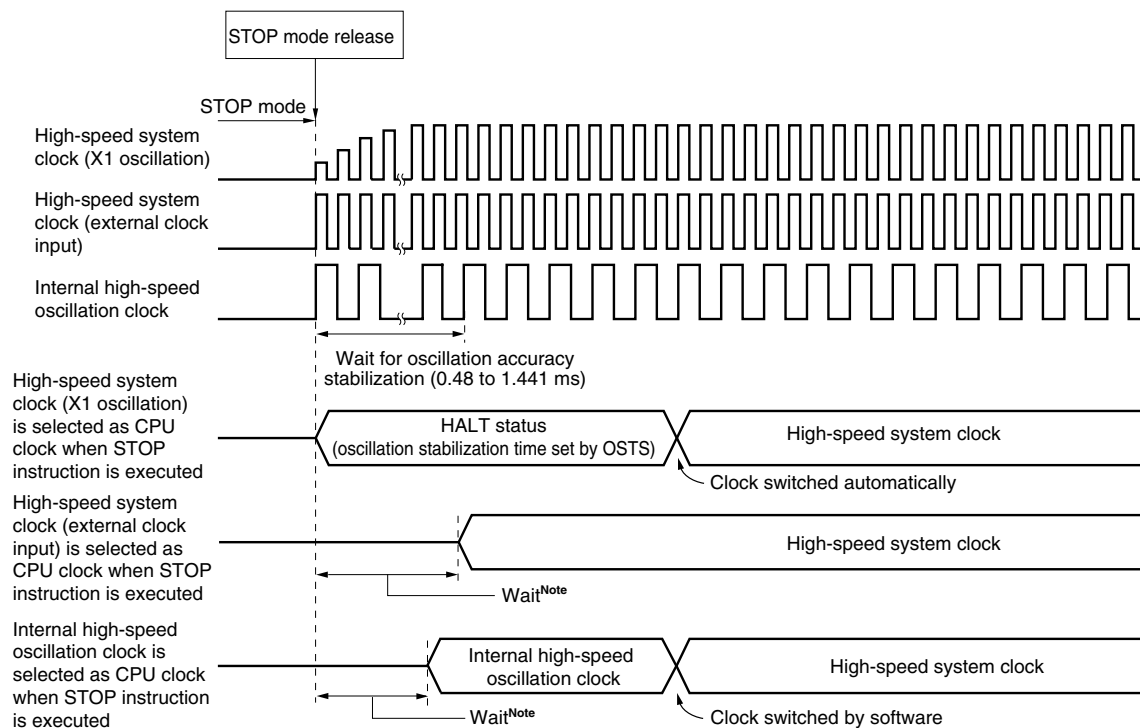 STOP mode release
STOP mode
High-speed system
clock (X1 oscillation)
High-speed system
clock (external clock
input)
Internal high-speed
oscillation clock
Wait for oscillation accuracy
stabilization (0.48 to 1.441 ms)
High-speed system
clock (X1 oscillation)
is selected as CPU
clock when STOP
instruction is executed
HALT status
(oscillation stabilization time set by OSTS)
High-speed system clock
Clock switched automatically
High-speed system
clock (external clock
input) is selected as
CPU clock when STOP
instruction is executed
High-speed system clock
Wait Note
Internal high-speed
oscillation clock is
selected as CPU clock
when STOP instruction
is executed
Internal high-speed
oscillation clock
High-speed system clock
Wait Note
Clock switched by software